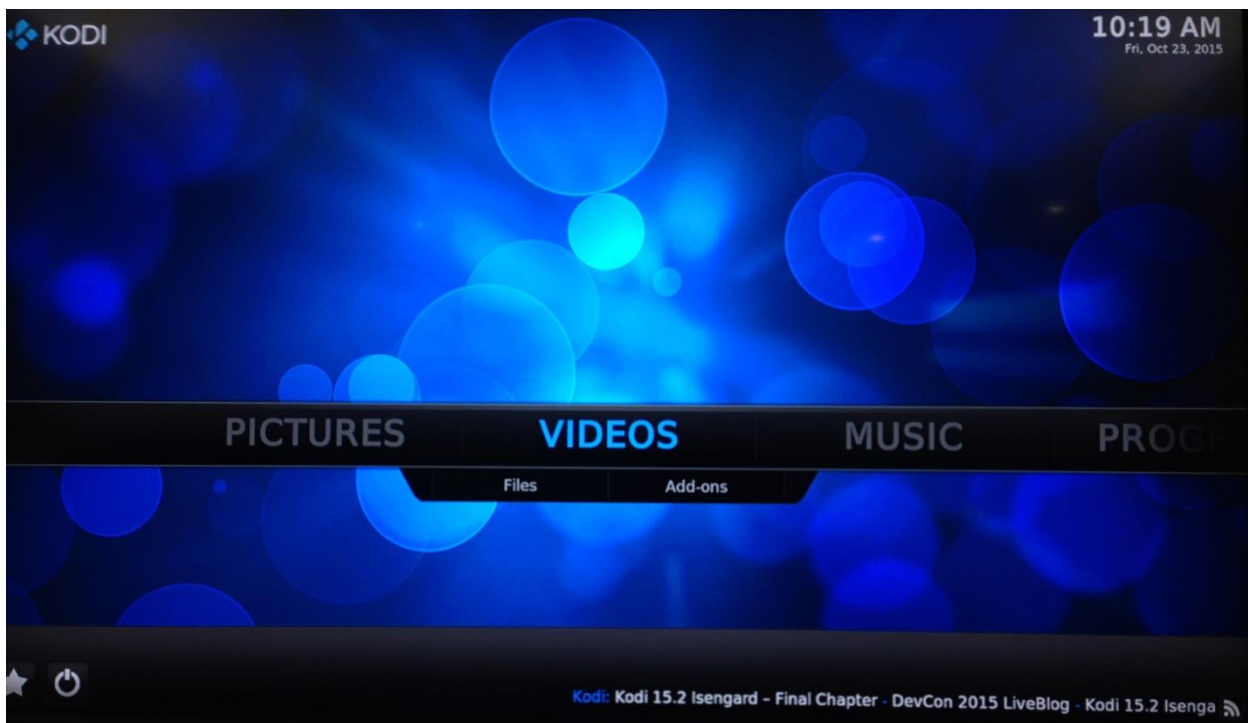 KODI
10:19 AM
Fri, Oct 23, 2015
PICTURES VIDEOS MUSIC PROGR
Files Add-ons
Kodi: Kodi 15.2 Isengard – Final Chapter - DevCon 2015 LiveBlog - Kodi 15.2 Isenga